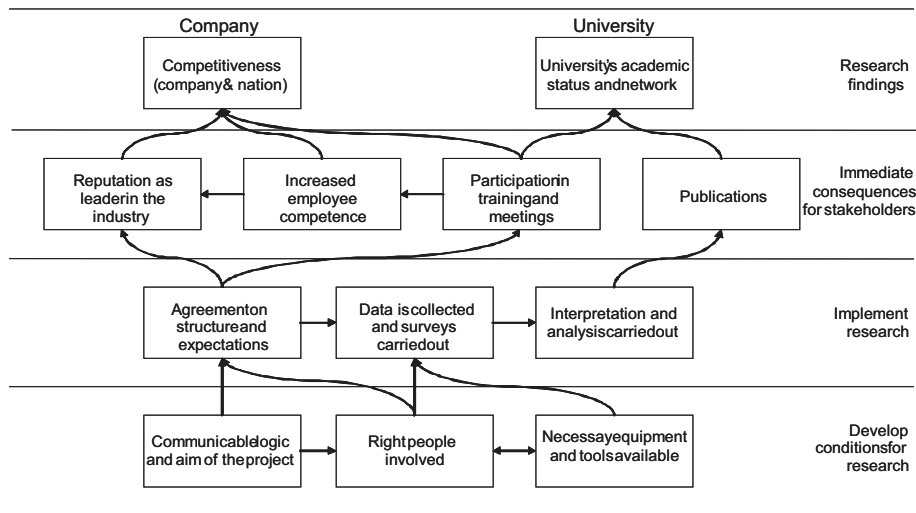 Company
University
Competitiveness
(company& nation)
University's academic
status andnetwork
Research
findings
Reputation as
leaderin the
industry
Increased
employee
competence
Participationin
trainingand
meetings
Publications
Immediate
consequences
for stakeholders
Agreementon
structureand
expectations
Data iscollected
and surveys
carriedout
Interpretation and
analysiscarriedout
Implement
research
Communicablelogic
and aim of theproject
Rightpeople
involved
Necessayequipment
and toolsavailable
Develop
conditionsfor
research